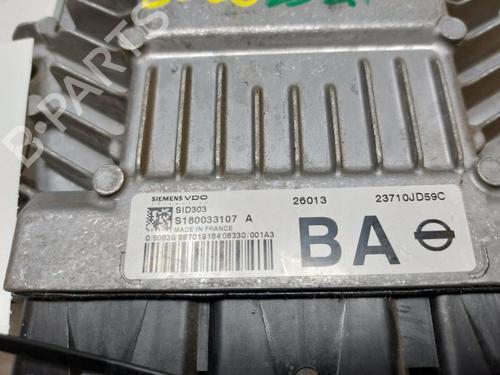 B-PARTS
SIEMENS VDO
SID303
S180033107 A
MADE IN FRANCE
26013
23710JD59C
BA